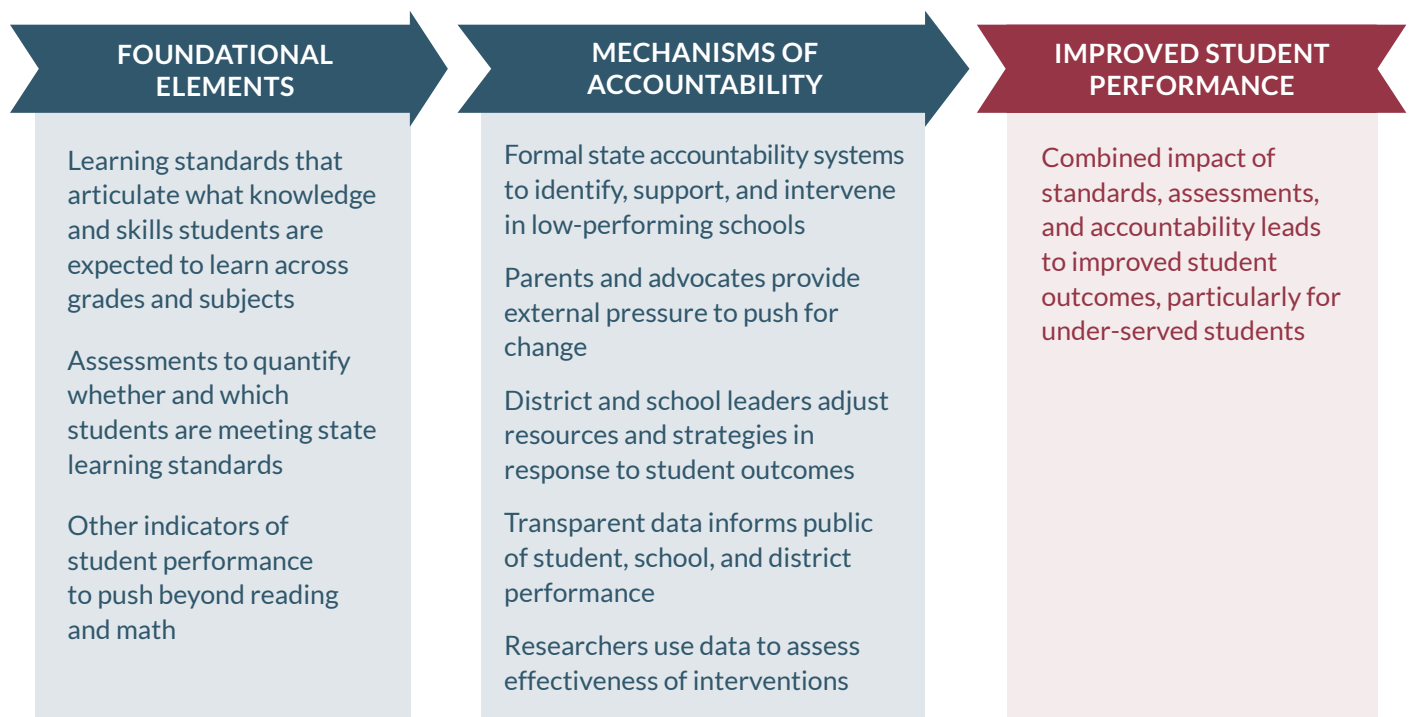 FOUNDATIONAL
ELEMENTS
Learning standards that
articulate what knowledge
and skills students are
expected to learn across
grades and subjects
Assessments to quantify
whether and which
students are meeting state
learning standards
Other indicators of
student performance
to push beyond reading
and math
MECHANISMS OF
ACCOUNTABILITY
Formal state accountability systems
to identify, support, and intervene
in low-performing schools
Parents and advocates provide
external pressure to push for
change
District and school leaders adjust
resources and strategies in
response to student outcomes
Transparent data informs public
of student, school, and district
performance
Researchers use data to assess
effectiveness of interventions
IMPROVED STUDENT
PERFORMANCE
Combined impact of
standards, assessments,
and accountability leads
to improved student
outcomes, particularly for
under-served students